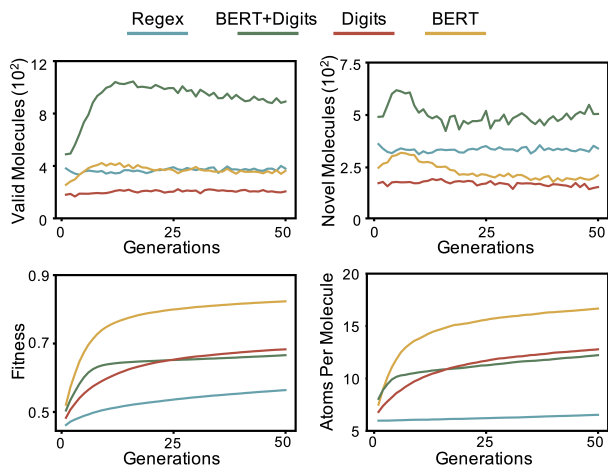 Regex BERT+Digits Digits BERT
Valid Molecules (10²)
12
8
4
0
0 25 50
Generations
Novel Molecules (10²)
7.5
5
2.5
0
0 25 50
Generations
Fitness
0.9
0.7
0.5
0 25 50
Generations
Atoms Per Molecule
20
15
10
5
0 25 50
Generations